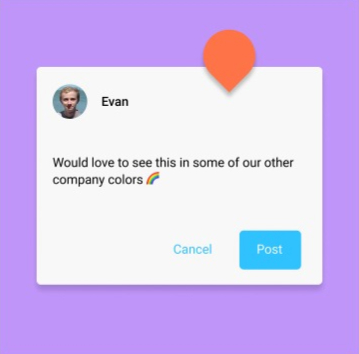 Evan
Would love to see this in some of our other
company colors 🌈
Cancel
Post